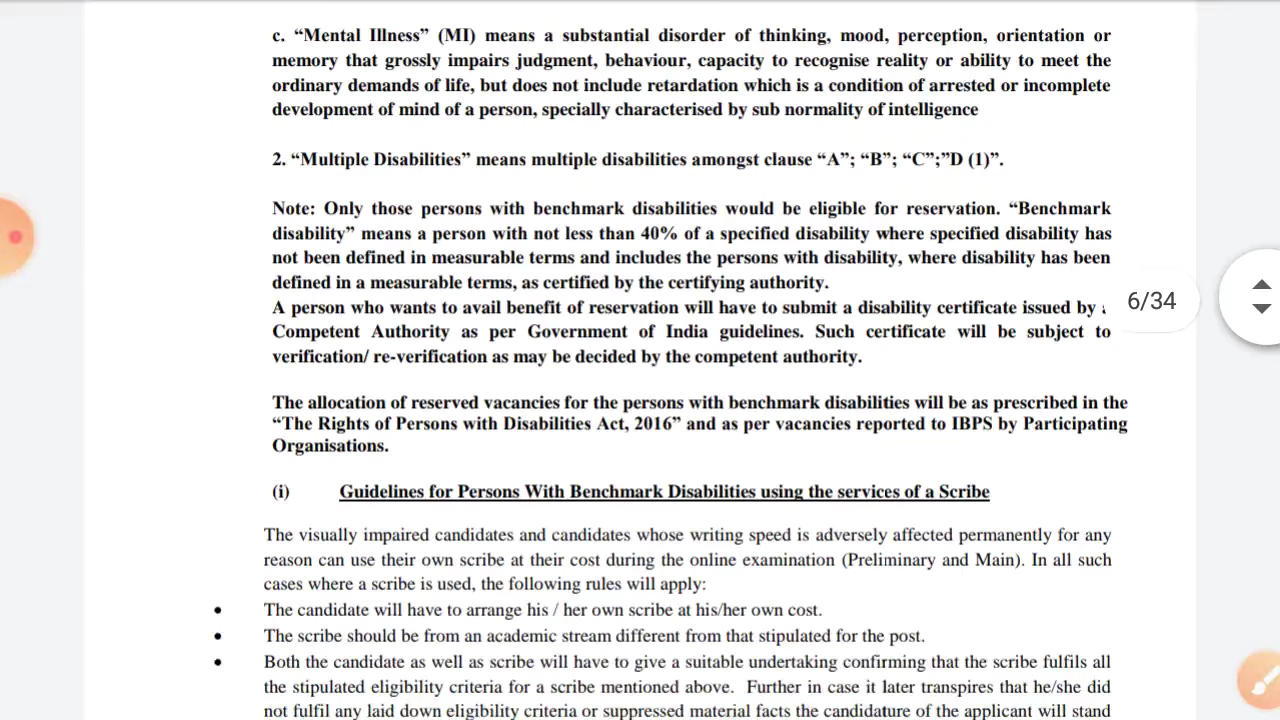 c. “Mental Illness” (MI) means a substantial disorder of thinking, mood, perception, orientation or
memory that grossly impairs judgment, behaviour, capacity to recognise reality or ability to meet the
ordinary demands of life, but does not include retardation which is a condition of arrested or incomplete
development of mind of a person, specially characterised by sub normality of intelligence
2. “Multiple Disabilities” means multiple disabilities amongst clause “A”; “B”; “C”;”D (1)”.
Note: Only those persons with benchmark disabilities would be eligible for reservation. “Benchmark
disability” means a person with not less than 40% of a specified disability where specified disability has
not been defined in measurable terms and includes the persons with disability, where disability has been
defined in a measurable terms, as certified by the certifying authority.
A person who wants to avail benefit of reservation will have to submit a disability certificate issued by
Competent Authority as per Government of India guidelines. Such certificate will be subject to
verification/ re-verification as may be decided by the competent authority.
6/34
The allocation of reserved vacancies for the persons with benchmark disabilities will be as prescribed in the
“The Rights of Persons with Disabilities Act, 2016” and as per vacancies reported to IBPS by Participating
Organisations.
(i) Guidelines for Persons With Benchmark Disabilities using the services of a Scribe
The visually impaired candidates and candidates whose writing speed is adversely affected permanently for any
reason can use their own scribe at their cost during the online examination (Preliminary and Main). In all such
cases where a scribe is used, the following rules will apply:
• The candidate will have to arrange his / her own scribe at his/her own cost.
• The scribe should be from an academic stream different from that stipulated for the post.
• Both the candidate as well as scribe will have to give a suitable undertaking confirming that the scribe fulfils all
the stipulated eligibility criteria for a scribe mentioned above. Further in case it later transpires that he/she did
not fulfil any laid down eligibility criteria or suppressed material facts the candidature of the applicant will stand